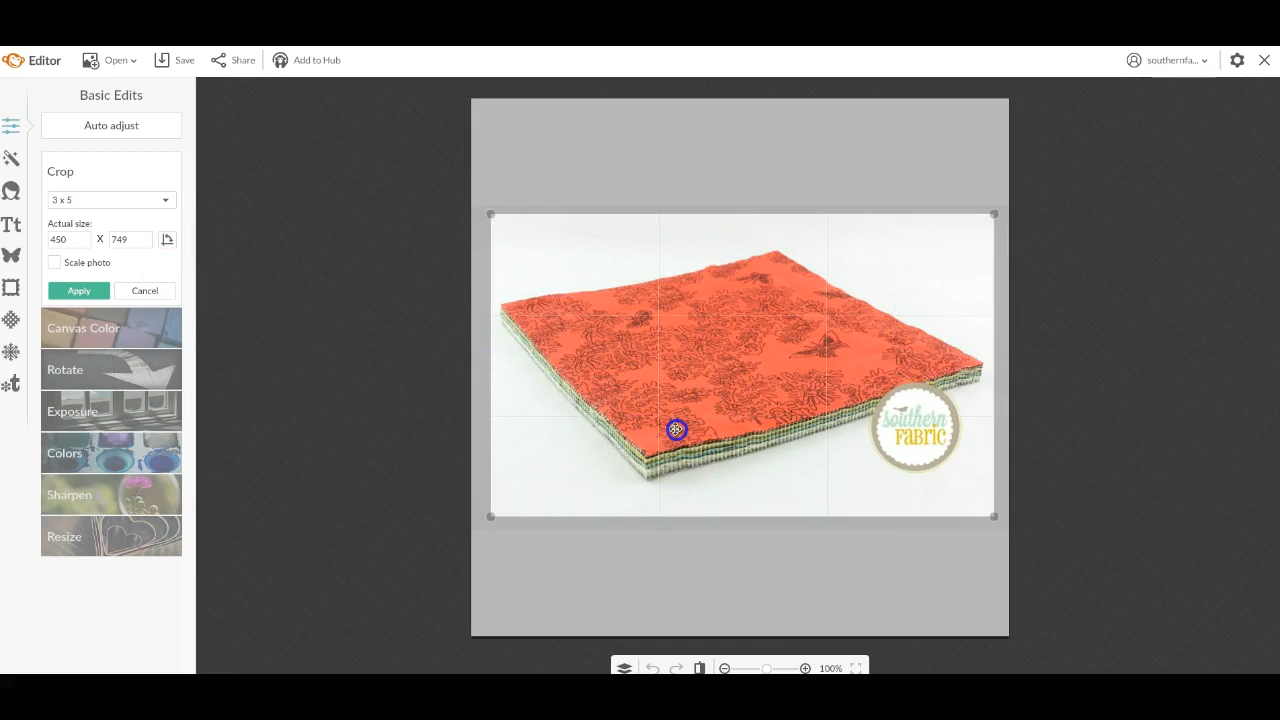 Editor
Open
Save
Share
Add to Hub
southernfa...
Basic Edits
Auto adjust
Crop
3 x 5
Actual size:
450 X 749
Scale photo
Apply Cancel
Canvas Color
Rotate
Exposure
Colors
Sharpen
Resize
Tt
t
southern
FABRIC
100%